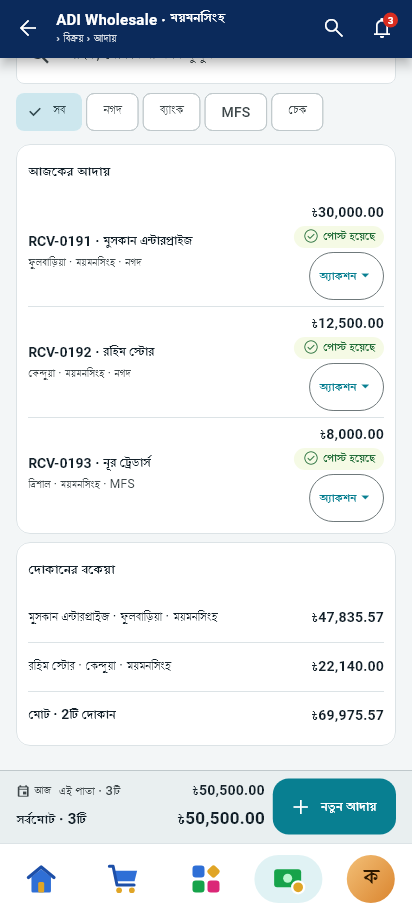 ADI Wholesale · ময়মনসিংহ
› বিক্রয় › আদায়
3
সব
নগদ
ব্যাংক
MFS
চেক
আজকের আদায়
৳30,000.00
RCV-0191 · মুসকান এন্টারপ্রাইজ
পোস্ট হয়েছে
ফুলবাড়িয়া · ময়মনসিংহ · নগদ
অ্যাকশন
৳12,500.00
RCV-0192 · রহিম স্টোর
পোস্ট হয়েছে
কেন্দুয়া · ময়মনসিংহ · নগদ
অ্যাকশন
৳8,000.00
RCV-0193 · নূর ট্রেডার্স
পোস্ট হয়েছে
ত্রিশাল · ময়মনসিংহ · MFS
অ্যাকশন
দোকানের বকেয়া
মুসকান এন্টারপ্রাইজ · ফুলবাড়িয়া · ময়মনসিংহ ৳47,835.57
রহিম স্টোর · কেন্দুয়া · ময়মনসিংহ ৳22,140.00
মোট · 2টি দোকান ৳69,975.57
আজ এই পাতা · 3টি ৳50,500.00
সর্বমোট · 3টি ৳50,500.00
নতুন আদায়
ক